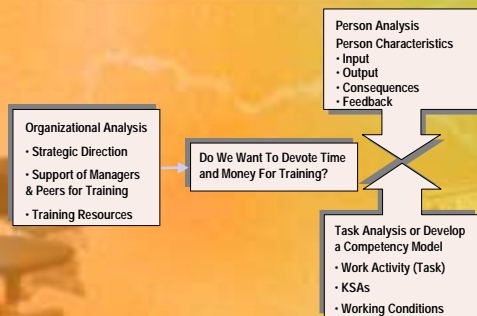 Organizational Analysis
• Strategic Direction
• Support of Managers
& Peers for Training
• Training Resources
Do We Want To Devote Time
and Money For Training?
Person Analysis
Person Characteristics
• Input
• Output
• Consequences
• Feedback
Task Analysis or Develop
a Competency Model
• Work Activity (Task)
• KSAs
• Working Conditions